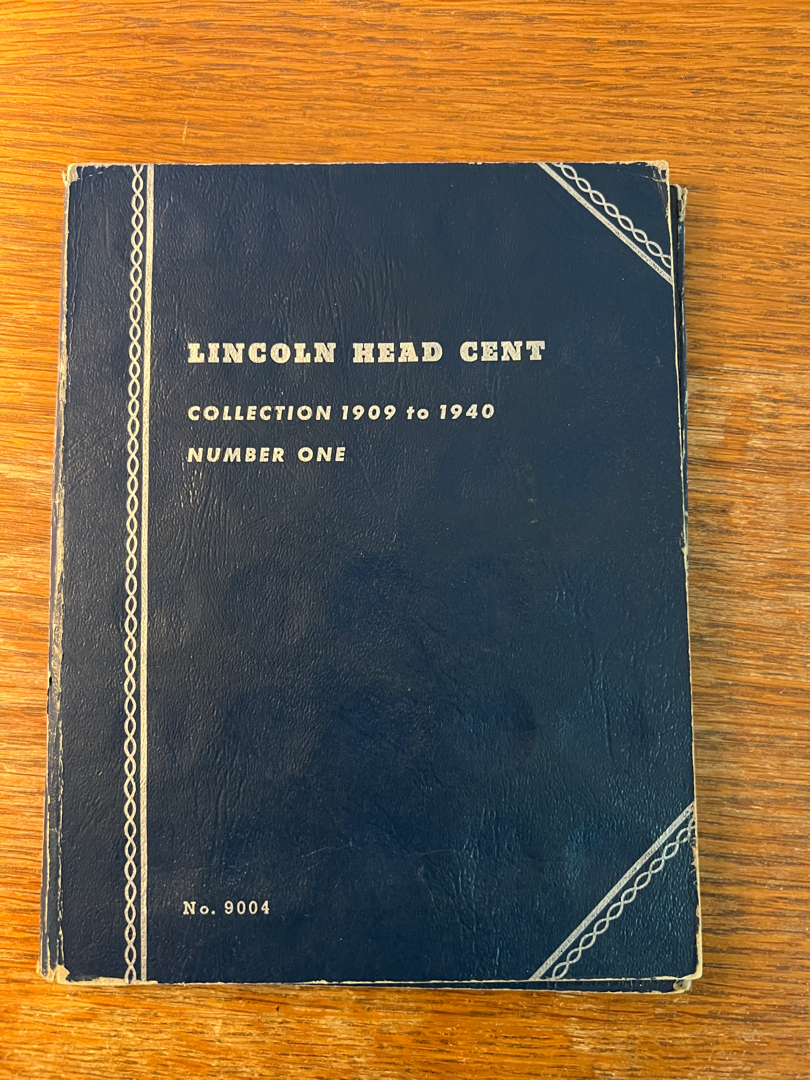 LINCOLN HEAD CENT
COLLECTION 1909 to 1940
NUMBER ONE
No. 9004